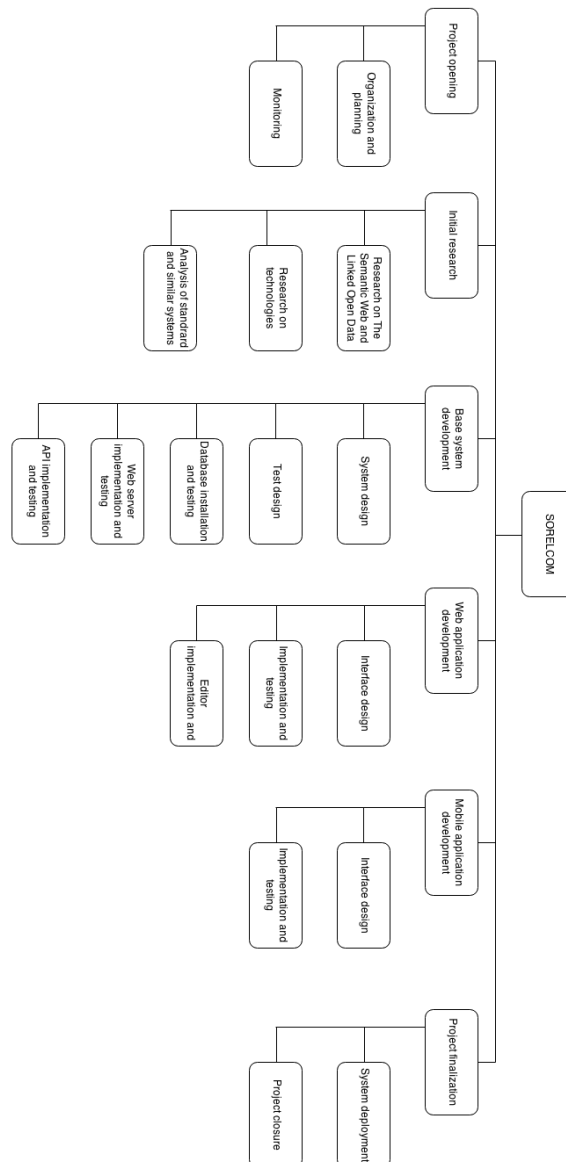 SORELCOM
Project opening
Organization and
planning
Monitoring
Initial research
Research on The
Semantic Web and
Linked Open Data
Research on
technologies
Analysis of standrard
and similar systems
Base system
development
System design
Test design
Database installation
and testing
Web server
implementation and
testing
API implementation
and testing
Web application
development
Interface design
Implementation and
testing
Editor
implementation and
Mobile application
development
Interface design
Implementation and
testing
Project finalization
System deployment
Project closure